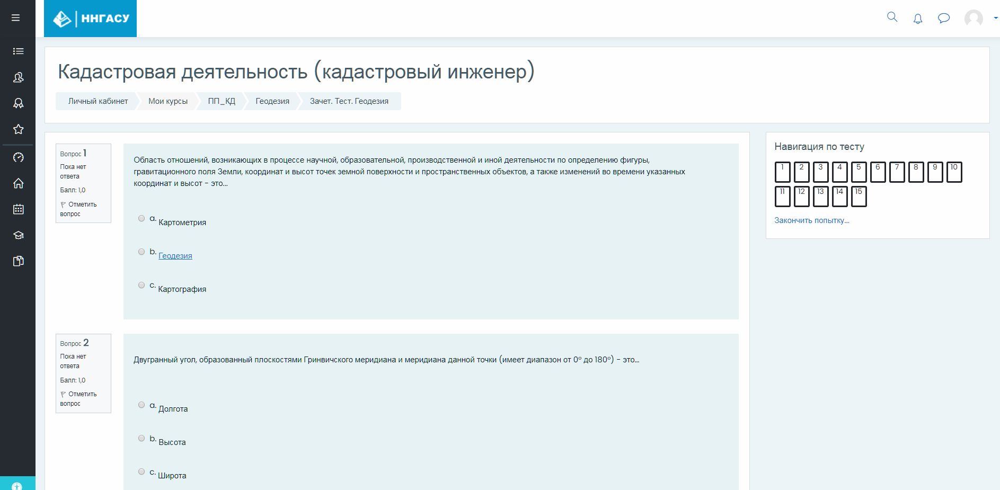 ННГАСУ
Кадастровая деятельность (кадастровый инженер)
Личный кабинет Мои курсы ПП_КД Геодезия Зачет. Тест. Геодезия
Вопрос 1
Пока нет
ответа
Балл: 1,0
Отметить
вопрос
Область отношений, возникающих в процессе научной, образовательной, производственной и иной деятельности по определению фигуры,
гравитационного поля Земли, координат и высот точек земной поверхности и пространственных объектов, а также изменений во времени указанных
координат и высот - это...
a. Картометрия
b. Геодезия
c. Картография
Вопрос 2
Пока нет
ответа
Балл: 1,0
Отметить
вопрос
Двугранный угол, образованный плоскостями Гринвичского меридиана и меридиана данной точки (имеет диапазон от 0° до 180°) - это...
a. Долгота
b. Высота
c. Широта
Навигация по тесту
1 2 3 4 5 6 7 8 9 10
11 12 13 14 15
Закончить попытку...